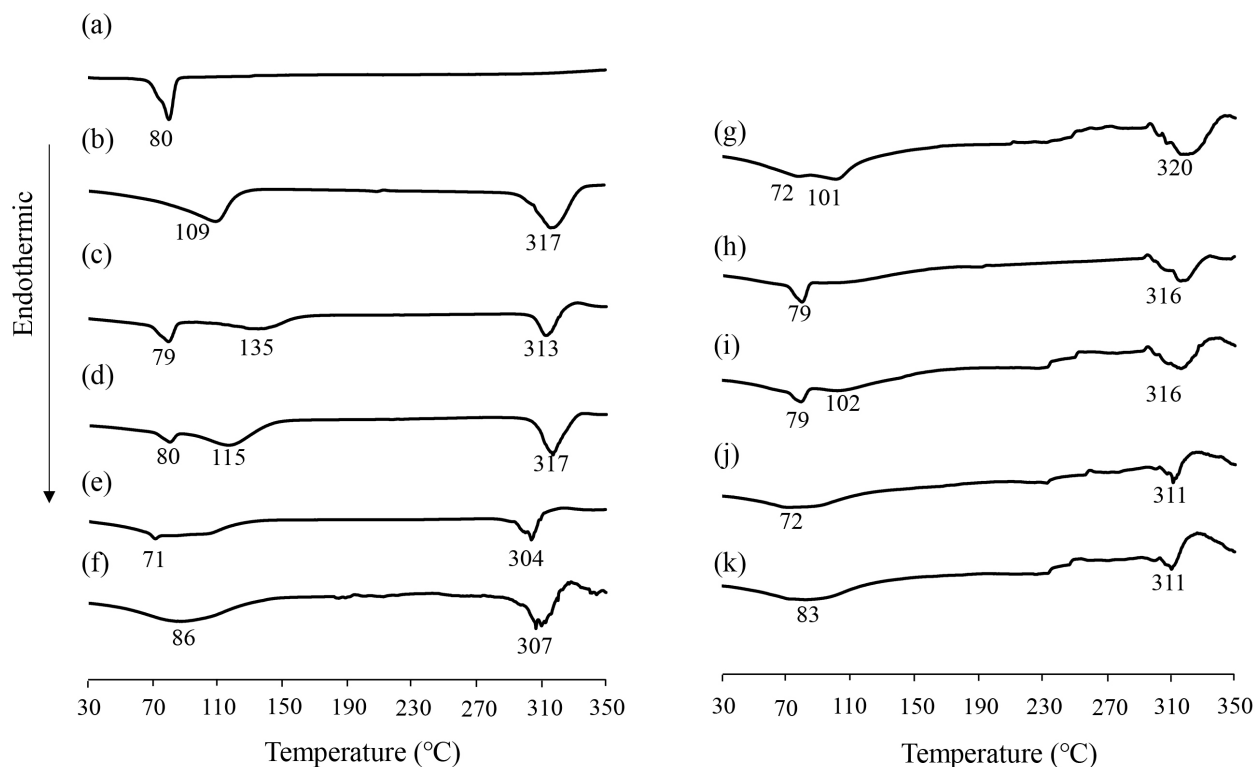 (a)
80
(b)
109
317
(c)
79
135
313
(d)
80
115
317
(e)
71
304
(f)
86
307
Endothermic
30 70 110 150 190 230 270 310 350
Temperature (℃)
(g)
72
101
320
(h)
79
316
(i)
79
102
316
(j)
72
311
(k)
83
311
30 70 110 150 190 230 270 310 350
Temperature (℃)